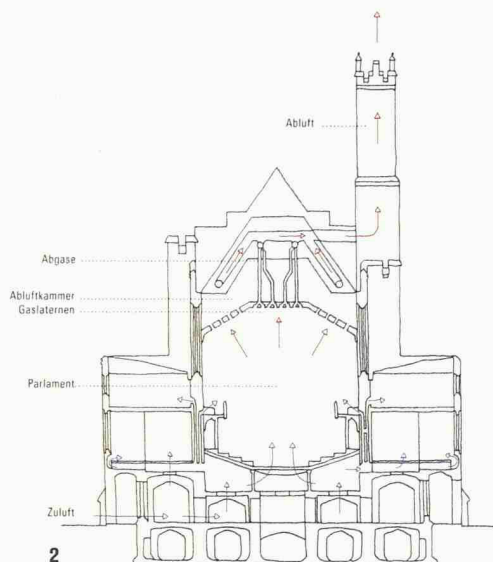 Abluft
Abgase
Abluftkammer
Gaslaternen
Parlament
Zuluft
2